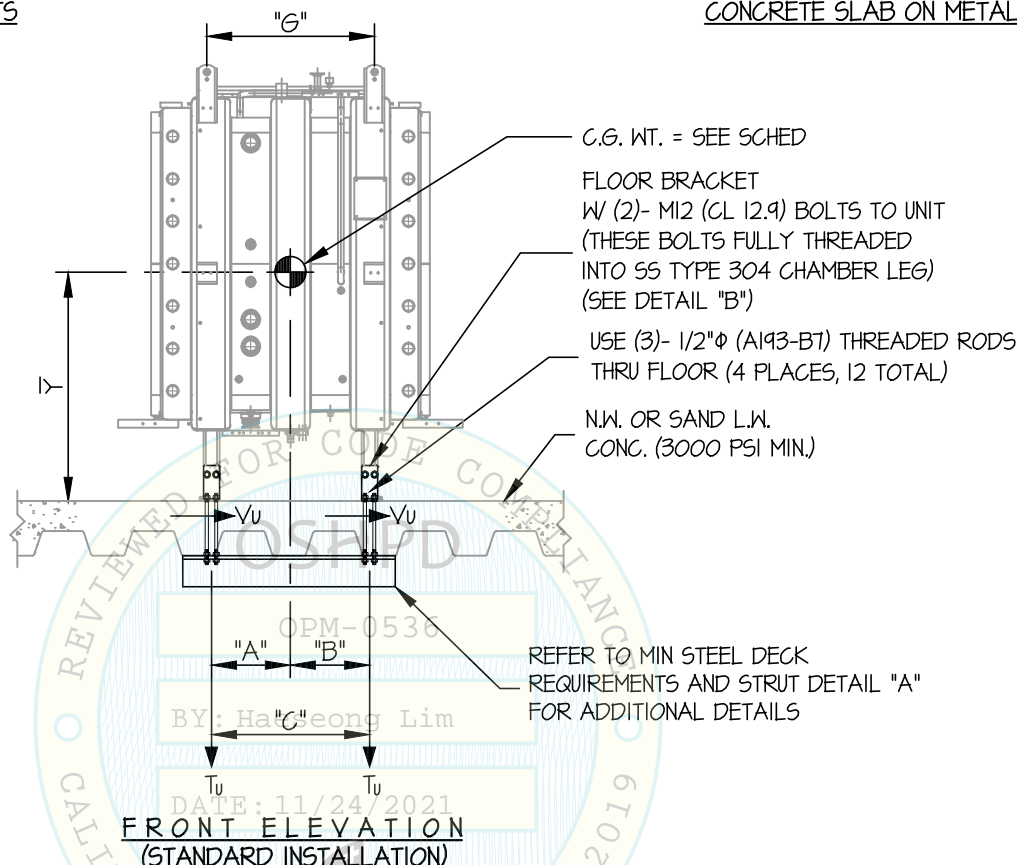 TS
CONCRETE SLAB ON METAL
"G"
C.G. WT. = SEE SCHED
FLOOR BRACKET
W/ (2)- M12 (CL 12.9) BOLTS TO UNIT
(THESE BOLTS FULLY THREADED
INTO SS TYPE 304 CHAMBER LEG)
(SEE DETAIL "B")
USE (3)- 1/2"Φ (A193-B7) THREADED RODS
THRU FLOOR (4 PLACES, 12 TOTAL)
N.W. OR SAND L.W.
CONC. (3000 PSI MIN.)
Y
VU
VU
REVIEWED FOR CODE COMPLIANCE
OSHPD
OPM-0536
"A"
"B"
REFER TO MIN STEEL DECK
REQUIREMENTS AND STRUT DETAIL "A"
FOR ADDITIONAL DETAILS
BY: Haeseong Lim
"C"
TU
TU
DATE: 11/24/2021
CALI
2019
FRONT ELEVATION
(STANDARD INSTALLATION)